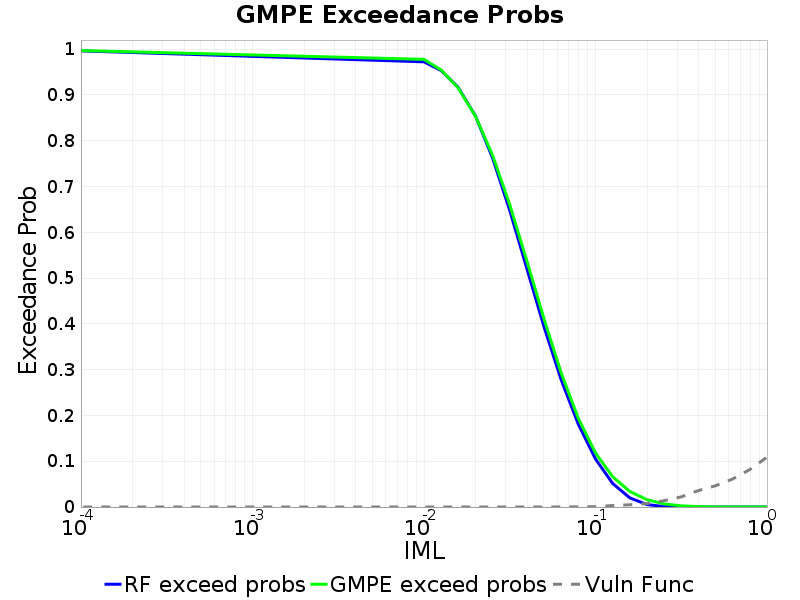 GMPE Exceedance Probs
Exceedance Prob
1
0.9
0.8
0.7
0.6
0.5
0.4
0.3
0.2
0.1
0
10^-4 10^-3 10^-2 10^-1 10^0
IML
RF exceed probs GMPE exceed probs Vuln Func